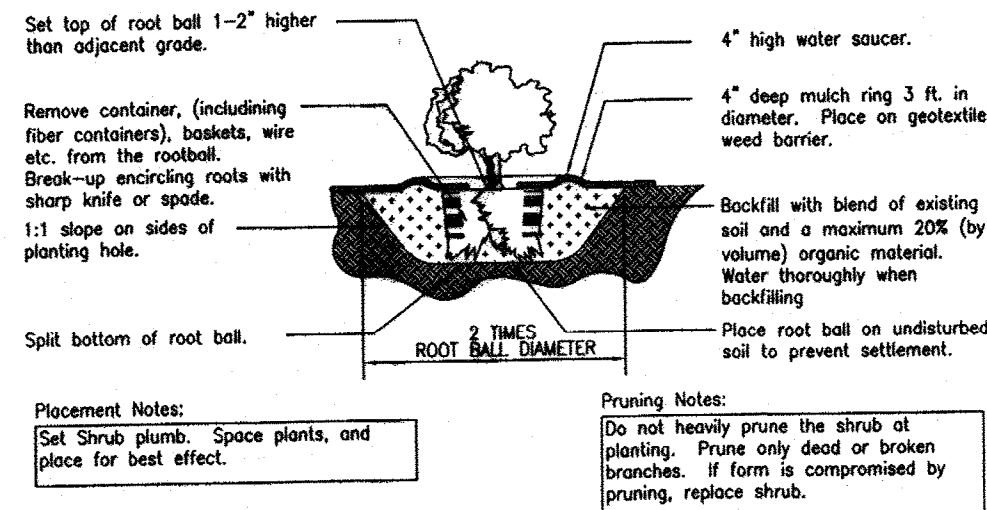 Set top of root ball 1-2" higher
than adjacent grade.
Remove container, (includining
fiber containers), baskets, wire
etc. from the rootball.
Break-up encircling roots with
sharp knife or spade.
1:1 slope on sides of
planting hole.
Split bottom of root ball.
2 TIMES
ROOT BALL DIAMETER
4" high water saucer.
4" deep mulch ring 3 ft. in
diameter. Place on geotextile
weed barrier.
Backfill with blend of existing
soil and a maximum 20% (by
volume) organic material.
Water thoroughly when
backfilling
Place root ball on undisturbed
soil to prevent settlement.
Placement Notes:
Set Shrub plumb. Space plants, and
place for best effect.
Pruning Notes:
Do not heavily prune the shrub at
planting. Prune only dead or broken
branches. If form is compromised by
pruning, replace shrub.